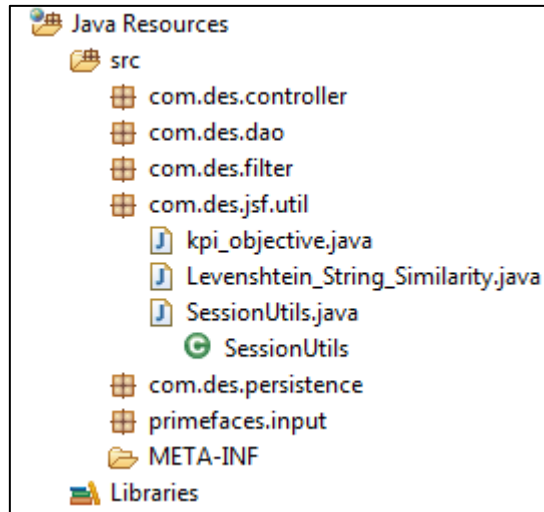 Java Resources
src
com.des.controller
com.des.dao
com.des.filter
com.des.jsf.util
kpi_objective.java
Levenshtein_String_Similarity.java
SessionUtils.java
SessionUtils
com.des.persistence
primefaces.input
META-INF
Libraries